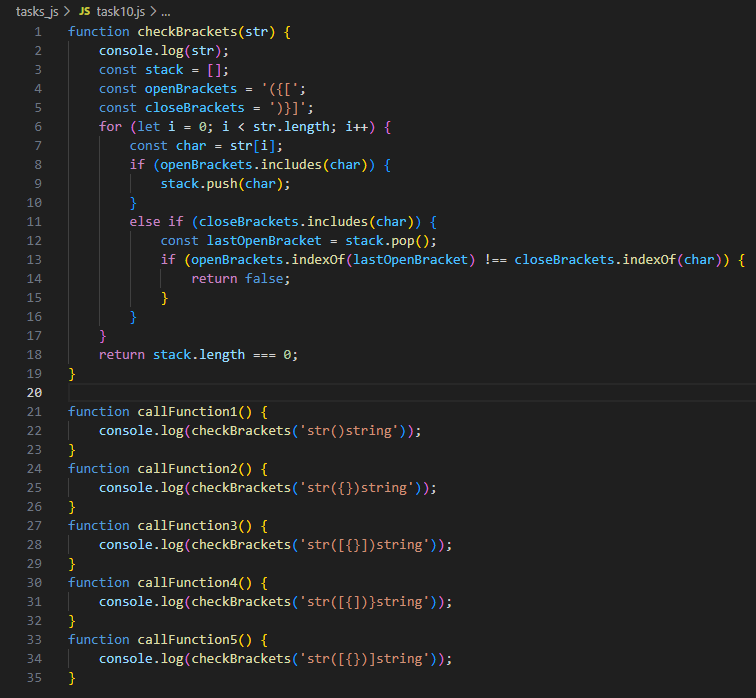 tasks_js > JS task10.js > ...
1 function checkBrackets(str) {
2     console.log(str);
3     const stack = [];
4     const openBrackets = '({[';
5     const closeBrackets = ')}]';
6     for (let i = 0; i < str.length; i++) {
7         const char = str[i];
8         if (openBrackets.includes(char)) {
9             stack.push(char);
10         }
11         else if (closeBrackets.includes(char)) {
12             const lastOpenBracket = stack.pop();
13             if (openBrackets.indexOf(lastOpenBracket) !== closeBrackets.indexOf(char)) {
14                 return false;
15             }
16         }
17     }
18     return stack.length === 0;
19 }
20
21 function callFunction1() {
22     console.log(checkBrackets('str()string'));
23 }
24 function callFunction2() {
25     console.log(checkBrackets('str({})string'));
26 }
27 function callFunction3() {
28     console.log(checkBrackets('str([{}])string'));
29 }
30 function callFunction4() {
31     console.log(checkBrackets('str([{])}string'));
32 }
33 function callFunction5() {
34     console.log(checkBrackets('str([{})]string'));
35 }